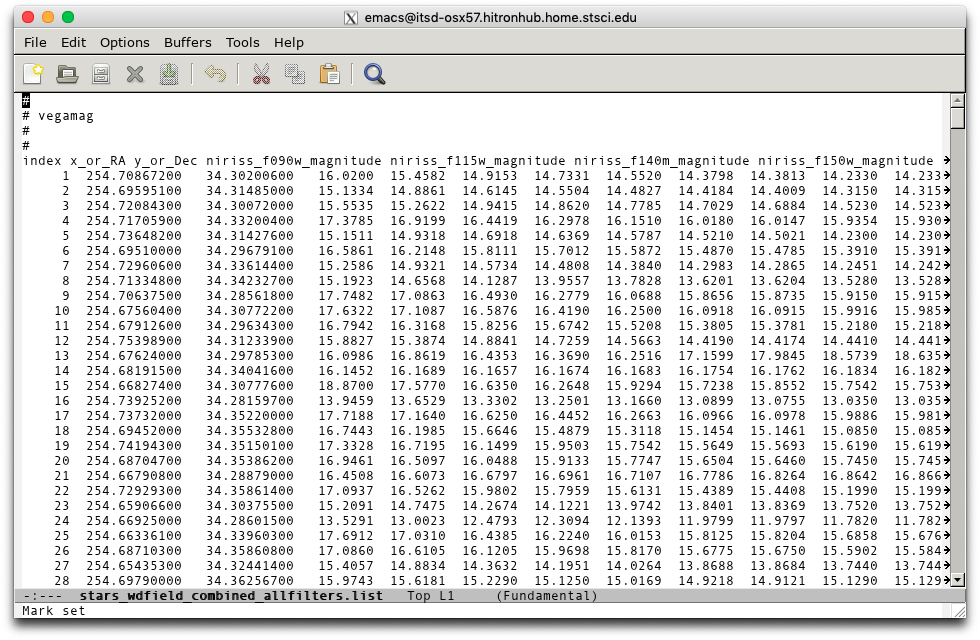 emacs@itsd-osx57.hitronhub.home.stsci.edu
File Edit Options Buffers Tools Help
#
# vegamag
#
#
index x_or_RA y_or_Dec niriss_f090w_magnitude niriss_f115w_magnitude niriss_f140m_magnitude niriss_f150w_magnitude
1 254.70867200 34.30200600 16.0200 15.4582 14.9153 14.7331 14.5520 14.3798 14.3813 14.2330 14.233
2 254.69595100 34.31485000 15.1334 14.8861 14.6145 14.5504 14.4827 14.4184 14.4009 14.3150 14.315
3 254.72084300 34.30072000 15.5535 15.2622 14.9415 14.8620 14.7785 14.7029 14.6884 14.5230 14.523
4 254.71705900 34.33200400 17.3785 16.9199 16.4419 16.2978 16.1510 16.0180 16.0147 15.9354 15.930
5 254.73648200 34.31427600 15.1511 14.9318 14.6918 14.6369 14.5787 14.5210 14.5021 14.2300 14.230
6 254.69510000 34.29679100 16.5861 16.2148 15.8111 15.7012 15.5872 15.4870 15.4785 15.3910 15.391
7 254.72960600 34.33614400 15.2586 14.9321 14.5734 14.4808 14.3840 14.2983 14.2865 14.2451 14.242
8 254.71334800 34.34232700 15.1923 14.6568 14.1287 13.9557 13.7828 13.6201 13.6204 13.5280 13.528
9 254.70637500 34.28561800 17.7482 17.0863 16.4930 16.2779 16.0688 15.8656 15.8735 15.9150 15.915
10 254.67560400 34.30772200 17.6322 17.1087 16.5876 16.4190 16.2500 16.0918 16.0915 15.9916 15.985
11 254.67912600 34.29634300 16.7942 16.3168 15.8256 15.6742 15.5208 15.3805 15.3781 15.2180 15.218
12 254.75398900 34.31233900 15.8827 15.3874 14.8841 14.7259 14.5663 14.4190 14.4174 14.4410 14.441
13 254.67624000 34.29785300 16.0986 16.8619 16.4353 16.3690 16.2516 17.1599 17.9845 18.5739 18.635
14 254.68191500 34.34041600 16.1452 16.1689 16.1657 16.1674 16.1683 16.1754 16.1762 16.1834 16.182
15 254.66827400 34.30777600 18.8700 17.5770 16.6350 16.2648 15.9294 15.7238 15.8552 15.7542 15.753
16 254.73925200 34.28159700 13.9459 13.6529 13.3302 13.2501 13.1660 13.0899 13.0755 13.0350 13.035
17 254.73732000 34.35220000 17.7188 17.1640 16.6250 16.4452 16.2663 16.0966 16.0978 15.9886 15.981
18 254.69452000 34.35532800 16.7443 16.1985 15.6646 15.4879 15.3118 15.1454 15.1461 15.0850 15.085
19 254.74194300 34.35150100 17.3328 16.7195 16.1499 15.9503 15.7542 15.5649 15.5693 15.6190 15.619
20 254.68704700 34.35386200 16.9461 16.5097 16.0488 15.9133 15.7747 15.6504 15.6460 15.7450 15.745
21 254.66790800 34.28879000 16.4508 16.6073 16.6797 16.6961 16.7107 16.7786 16.8264 16.8642 16.866
22 254.72929300 34.35861400 17.0937 16.5262 15.9802 15.7959 15.6131 15.4389 15.4408 15.1990 15.199
23 254.65906600 34.30375500 15.2091 14.7475 14.2674 14.1221 13.9742 13.8401 13.8369 13.7520 13.752
24 254.66925000 34.28601500 13.5291 13.0023 12.4793 12.3094 12.1393 11.9799 11.9797 11.7820 11.782
25 254.66336100 34.33960300 17.6912 17.0310 16.4385 16.2240 16.0153 15.8125 15.8204 15.6858 15.676
26 254.68710300 34.35860800 17.0860 16.6105 16.1205 15.9698 15.8170 15.6775 15.6750 15.5902 15.584
27 254.65435300 34.32441400 15.4057 14.8834 14.3632 14.1951 14.0264 13.8688 13.8684 13.7440 13.744
28 254.69790000 34.36256700 15.9743 15.6181 15.2290 15.1250 15.0169 14.9218 14.9121 15.1290 15.129
-:--- stars_wdfield_combined_allfilters.list Top L1 (Fundamental)
Mark set